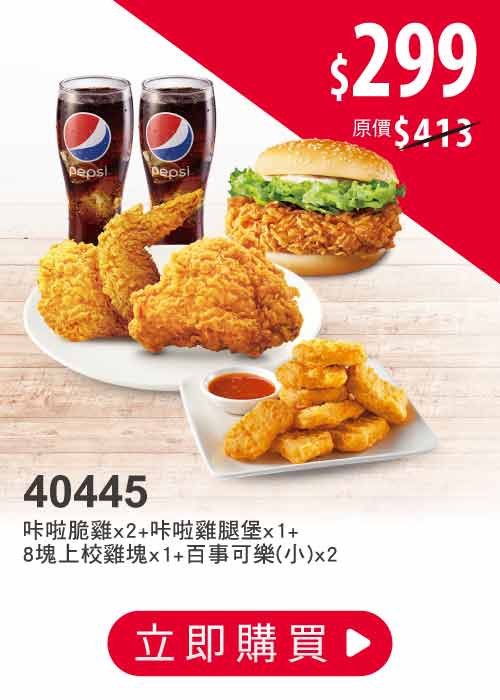 $299
原價$413
pepsi pepsi
40445
咔啦脆雞x2+咔啦雞腿堡x1+
8塊上校雞塊x1+百事可樂(小)x2
立即購買